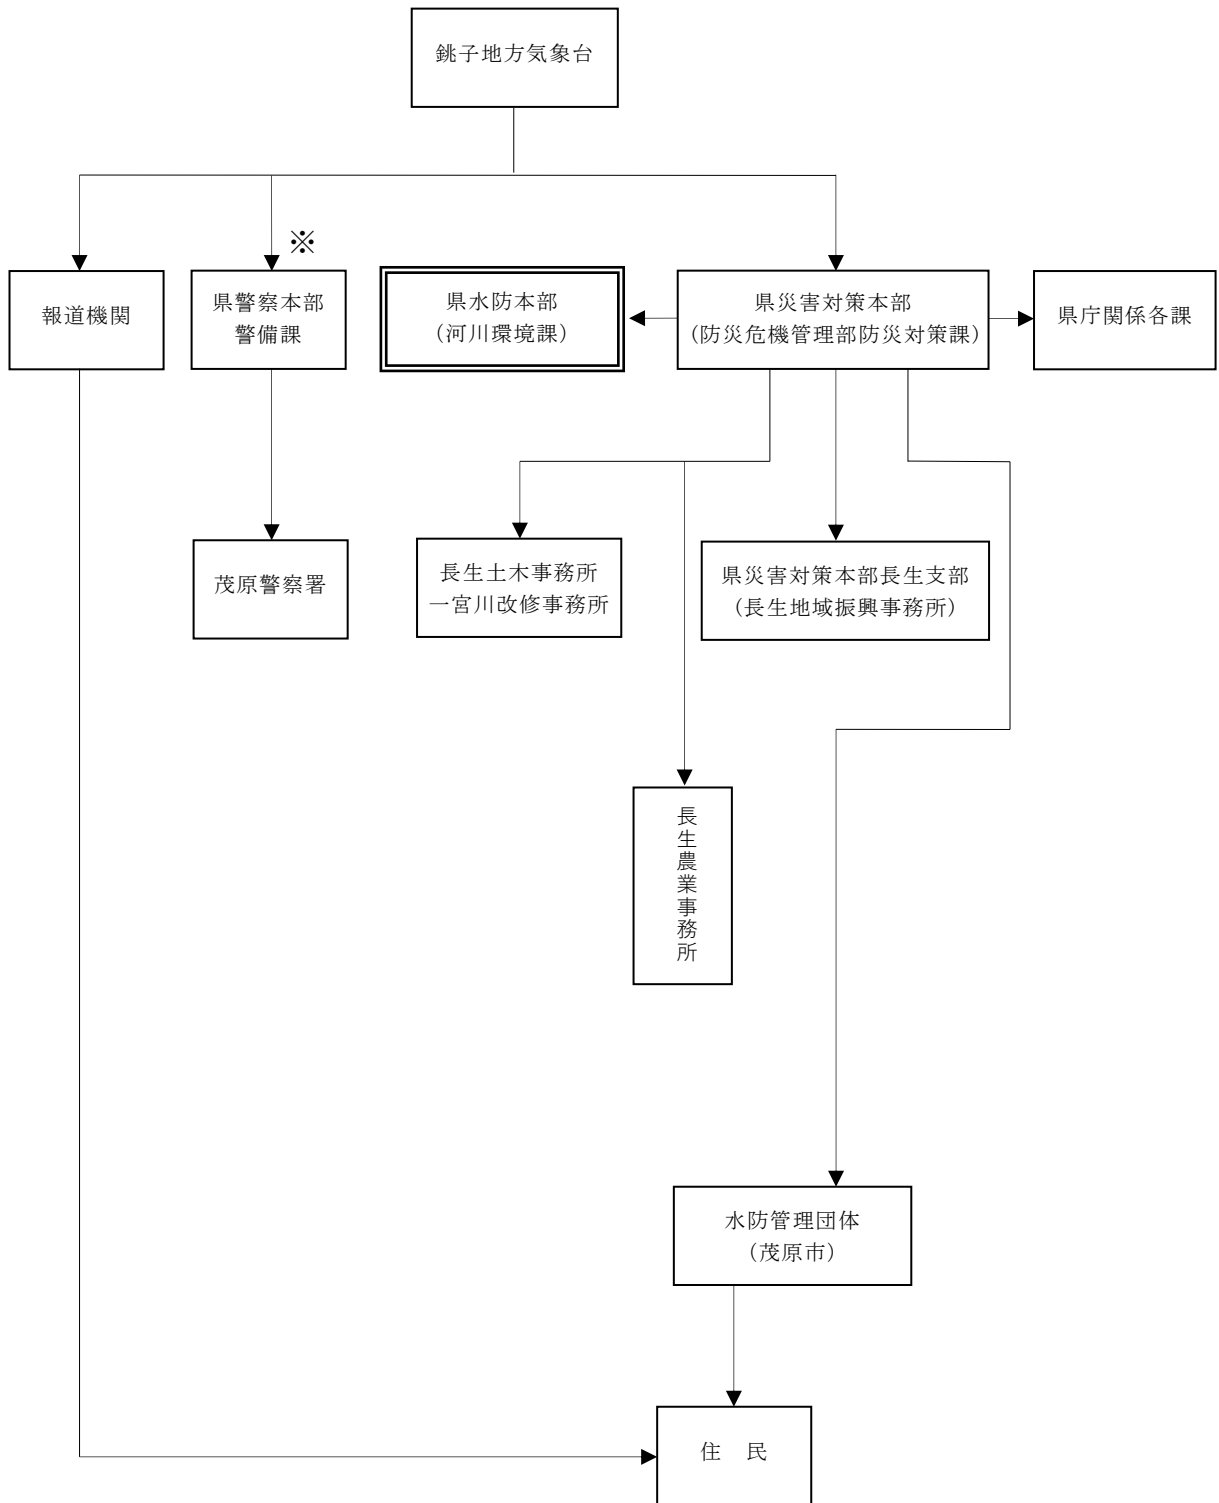 銚子地方気象台
※
報道機関
県警察本部
警備課
県水防本部
（河川環境課）
県災害対策本部
（防災危機管理部防災対策課）
県庁関係各課
茂原警察署
長生土木事務所
一宮川改修事務所
県災害対策本部長生支部
（長生地域振興事務所）
長生農業事務所
水防管理団体
（茂原市）
住　民